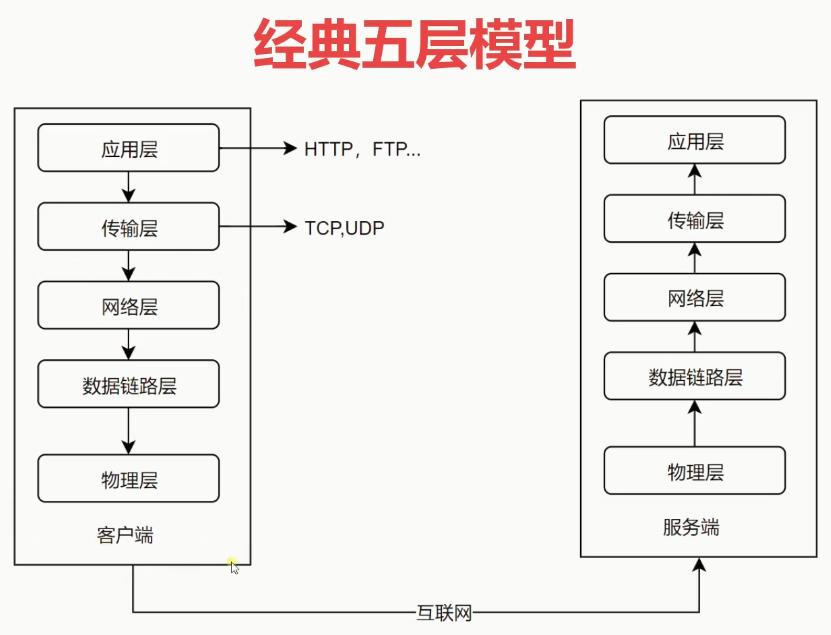 经典五层模型
应用层
HTTP，FTP...
传输层
TCP,UDP
网络层
数据链路层
物理层
客户端
应用层
传输层
网络层
数据链路层
物理层
服务端
互联网